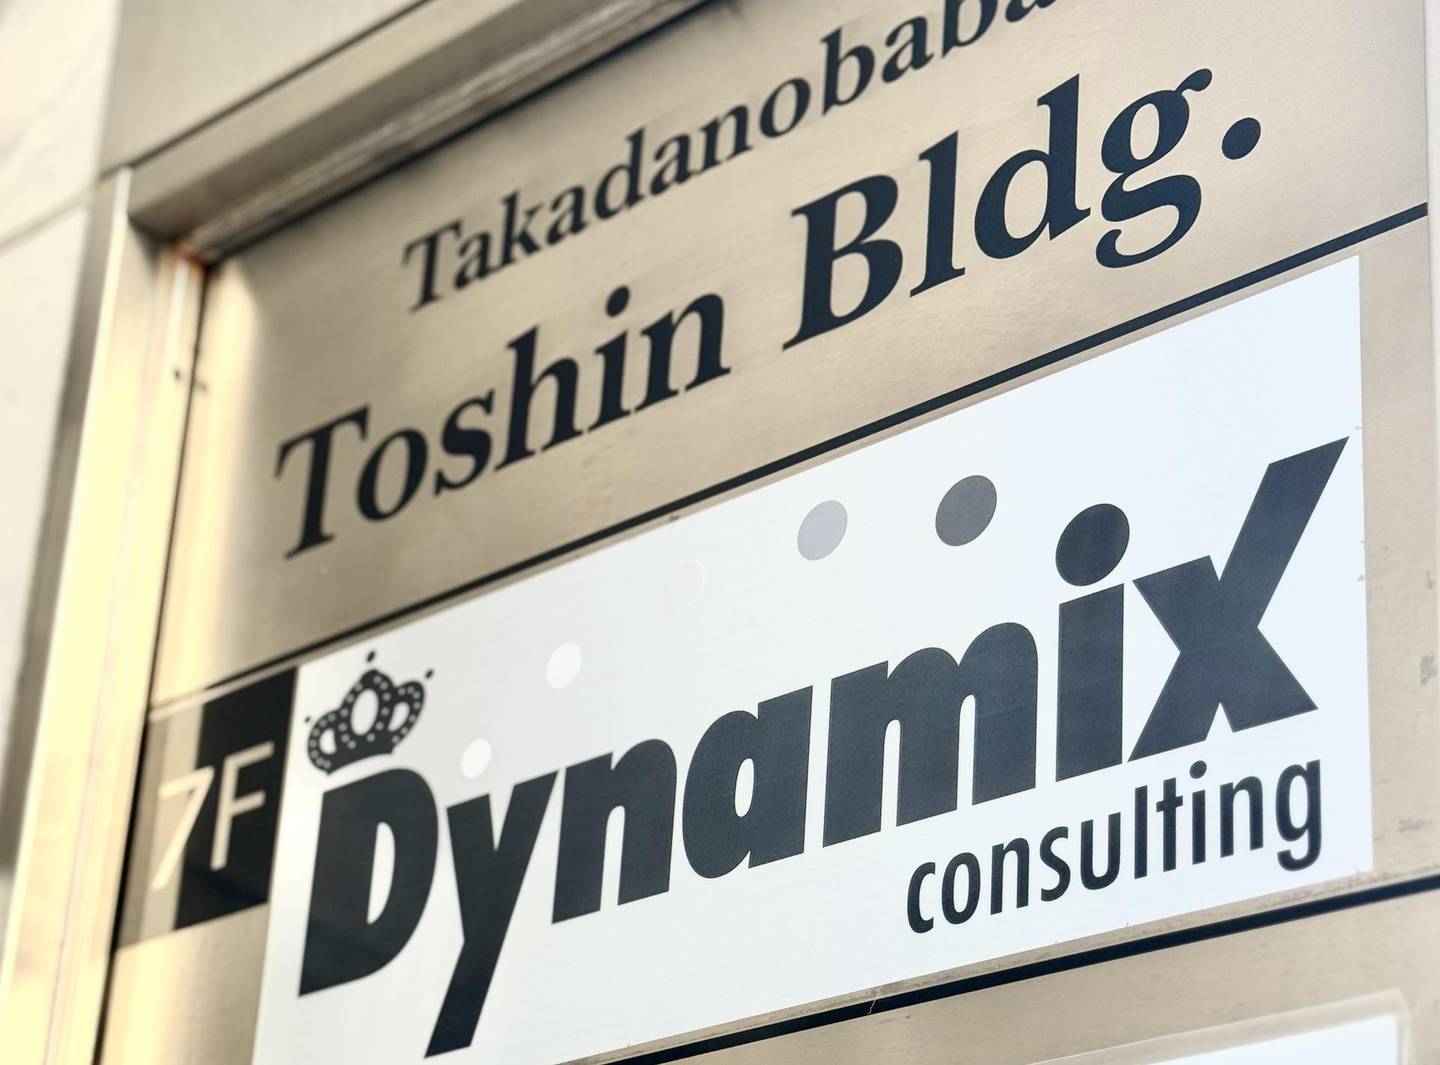 Takadanobaba
Toshin Bldg.
7F
Dynamix
consulting